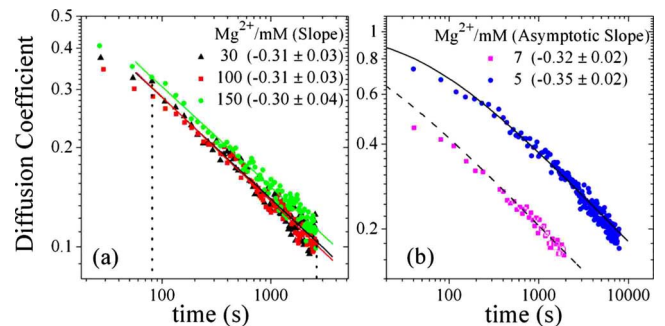 Diffusion Coefficient
0.5
0.4
0.3
0.2
0.1
Mg²⁺/mM (Slope)
30 (-0.31 ± 0.03)
100 (-0.31 ± 0.03)
150 (-0.30 ± 0.04)
(a)
100
1000
time (s)
1
0.8
0.6
0.4
0.2
Mg²⁺/mM (Asymptotic Slope)
7 (-0.32 ± 0.02)
5 (-0.35 ± 0.02)
(b)
100
1000
10000
time (s)